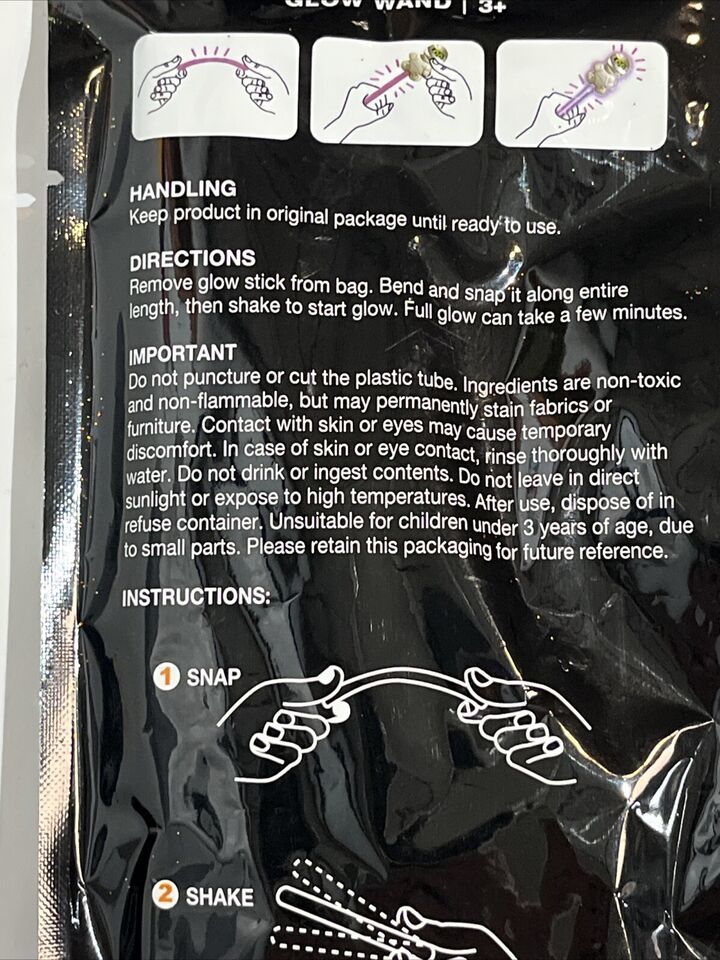 GLOW WAND | 3+
HANDLING
Keep product in original package until ready to use.
DIRECTIONS
Remove glow stick from bag. Bend and snap it along entire
length, then shake to start glow. Full glow can take a few minutes.
IMPORTANT
Do not puncture or cut the plastic tube. Ingredients are non-toxic
and non-flammable, but may permanently stain fabrics or
furniture. Contact with skin or eyes may cause temporary
discomfort. In case of skin or eye contact, rinse thoroughly with
water. Do not drink or ingest contents. Do not leave in direct
sunlight or expose to high temperatures. After use, dispose of in
refuse container. Unsuitable for children under 3 years of age, due
to small parts. Please retain this packaging for future reference.
INSTRUCTIONS:
1 SNAP
2 SHAKE